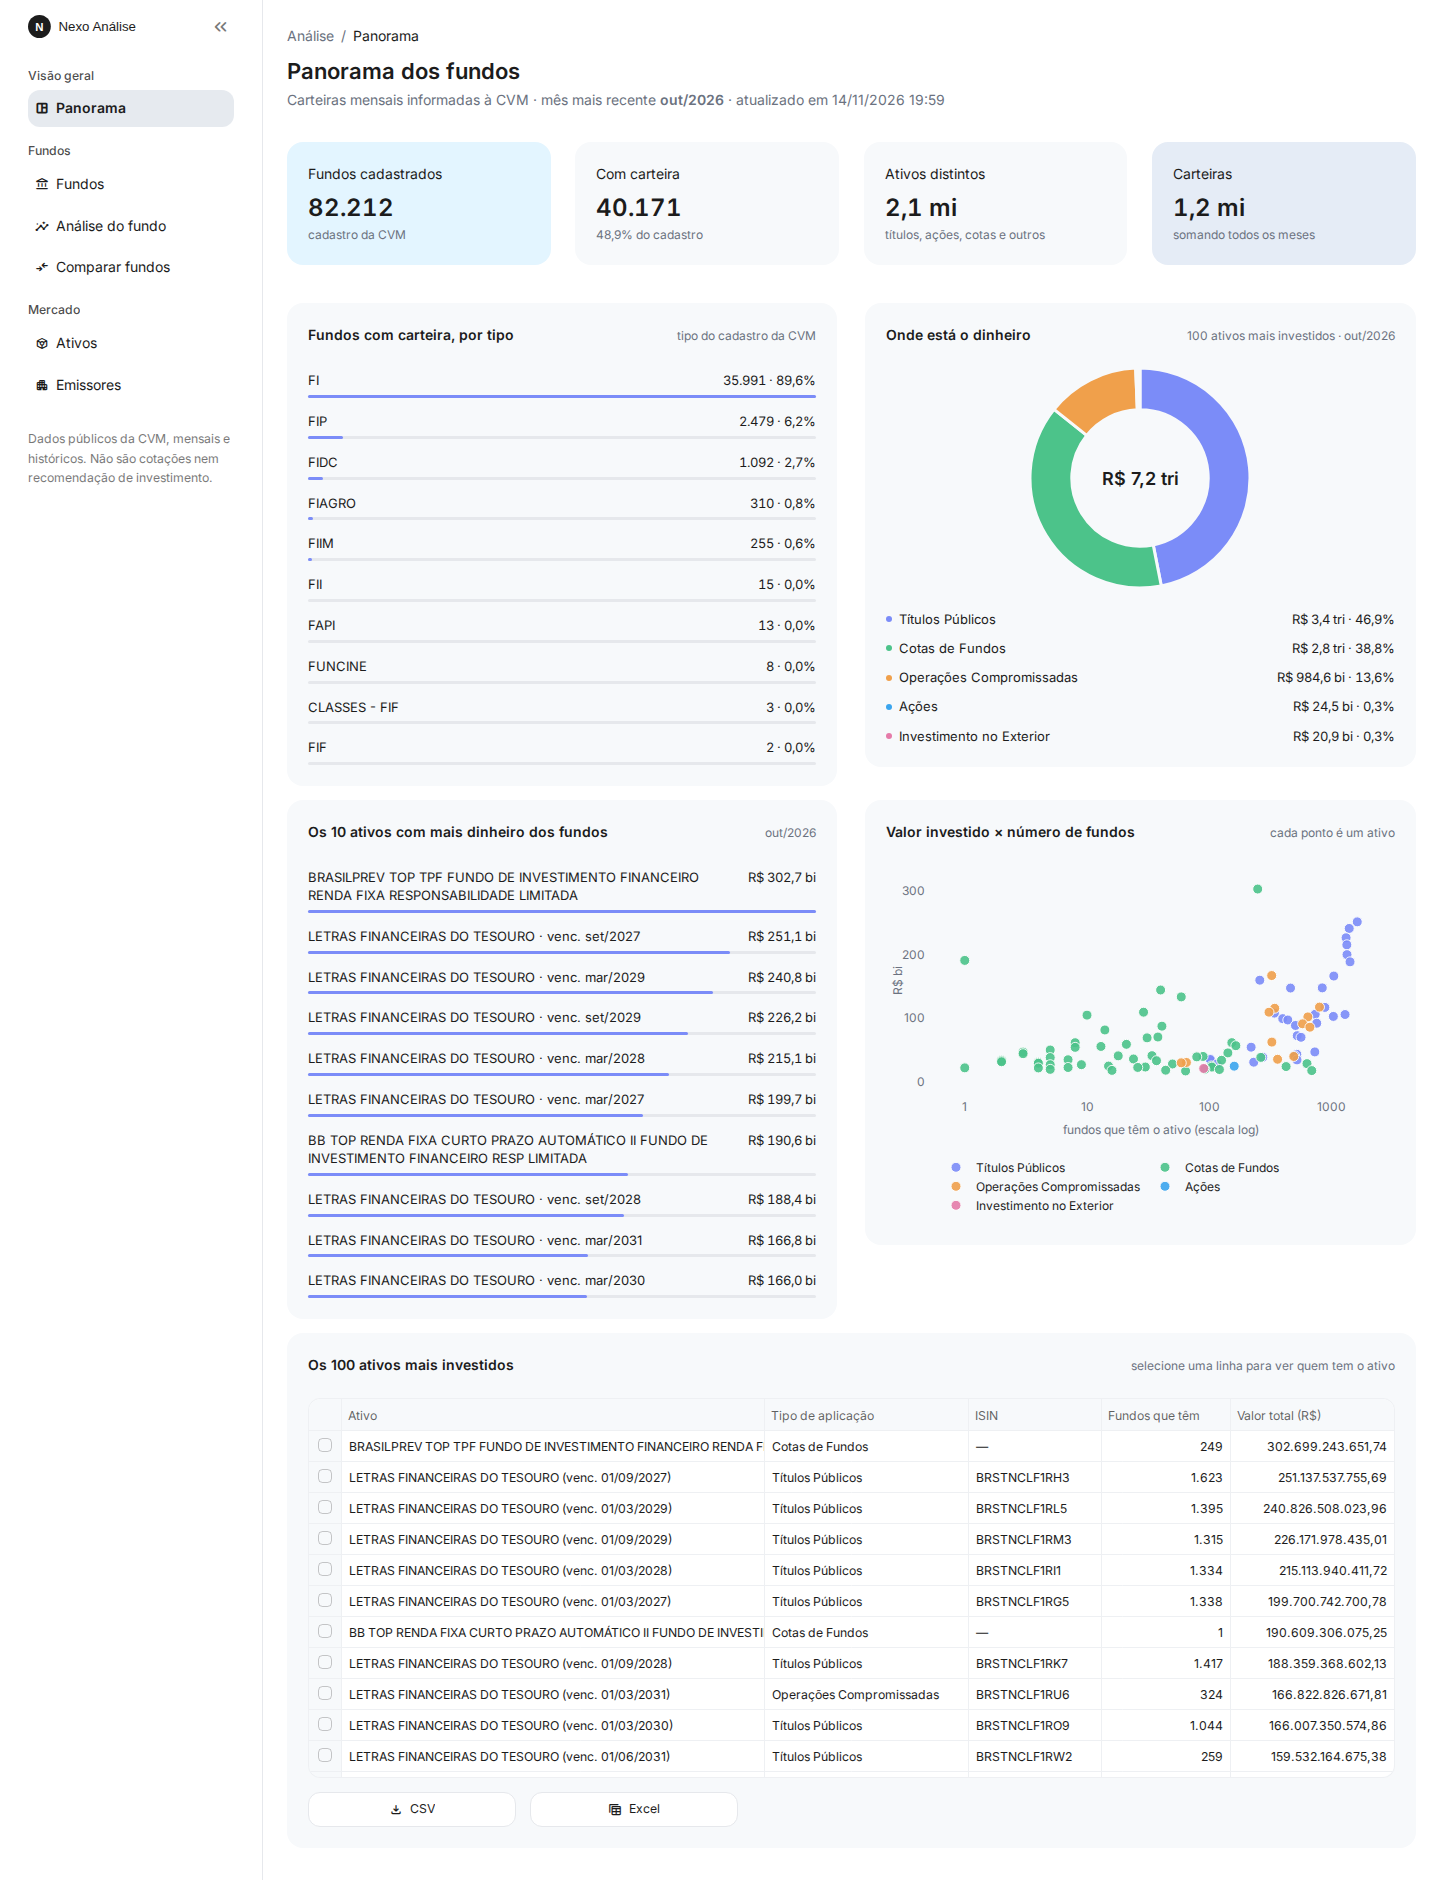 N Nexo Análise
Visão geral
Panorama
Fundos
Fundos
Análise do fundo
Comparar fundos
Mercado
Ativos
Emissores
Dados públicos da CVM, mensais e
históricos. Não são cotações nem
recomendação de investimento.
Análise / Panorama
Panorama dos fundos
Carteiras mensais informadas à CVM · mês mais recente out/2026 · atualizado em 14/11/2026 19:59
Fundos cadastrados
82.212
cadastro da CVM
Com carteira
40.171
48,9% do cadastro
Ativos distintos
2,1 mi
títulos, ações, cotas e outros
Carteiras
1,2 mi
somando todos os meses
Fundos com carteira, por tipo tipo do cadastro da CVM
FI 35.991 · 89,6%
FIP 2.479 · 6,2%
FIDC 1.092 · 2,7%
FIAGRO 310 · 0,8%
FIIM 255 · 0,6%
FII 15 · 0,0%
FAPI 13 · 0,0%
FUNCINE 8 · 0,0%
CLASSES - FIF 3 · 0,0%
FIF 2 · 0,0%
Onde está o dinheiro 100 ativos mais investidos · out/2026
R$ 7,2 tri
Títulos Públicos R$ 3,4 tri · 46,9%
Cotas de Fundos R$ 2,8 tri · 38,8%
Operações Compromissadas R$ 984,6 bi · 13,6%
Ações R$ 24,5 bi · 0,3%
Investimento no Exterior R$ 20,9 bi · 0,3%
Os 10 ativos com mais dinheiro dos fundos out/2026
BRASILPREV TOP TPF FUNDO DE INVESTIMENTO FINANCEIRO R$ 302,7 bi
RENDA FIXA RESPONSABILIDADE LIMITADA
LETRAS FINANCEIRAS DO TESOURO · venc. set/2027 R$ 251,1 bi
LETRAS FINANCEIRAS DO TESOURO · venc. mar/2029 R$ 240,8 bi
LETRAS FINANCEIRAS DO TESOURO · venc. set/2029 R$ 226,2 bi
LETRAS FINANCEIRAS DO TESOURO · venc. mar/2028 R$ 215,1 bi
LETRAS FINANCEIRAS DO TESOURO · venc. mar/2027 R$ 199,7 bi
BB TOP RENDA FIXA CURTO PRAZO AUTOMÁTICO II FUNDO DE R$ 190,6 bi
INVESTIMENTO FINANCEIRO RESP LIMITADA
LETRAS FINANCEIRAS DO TESOURO · venc. set/2028 R$ 188,4 bi
LETRAS FINANCEIRAS DO TESOURO · venc. mar/2031 R$ 166,8 bi
LETRAS FINANCEIRAS DO TESOURO · venc. mar/2030 R$ 166,0 bi
Valor investido × número de fundos cada ponto é um ativo
300
200
100
0
R$ bi
1 10 100 1000
fundos que têm o ativo (escala log)
Títulos Públicos Cotas de Fundos
Operações Compromissadas Ações
Investimento no Exterior
Os 100 ativos mais investidos selecione uma linha para ver quem tem o ativo
Ativo Tipo de aplicação ISIN Fundos que têm Valor total (R$)
BRASILPREV TOP TPF FUNDO DE INVESTIMENTO FINANCEIRO RENDA F Cotas de Fundos — 249 302.699.243.651,74
LETRAS FINANCEIRAS DO TESOURO (venc. 01/09/2027) Títulos Públicos BRSTNCLF1RH3 1.623 251.137.537.755,69
LETRAS FINANCEIRAS DO TESOURO (venc. 01/03/2029) Títulos Públicos BRSTNCLF1RL5 1.395 240.826.508.023,96
LETRAS FINANCEIRAS DO TESOURO (venc. 01/09/2029) Títulos Públicos BRSTNCLF1RM3 1.315 226.171.978.435,01
LETRAS FINANCEIRAS DO TESOURO (venc. 01/03/2028) Títulos Públicos BRSTNCLF1RI1 1.334 215.113.940.411,72
LETRAS FINANCEIRAS DO TESOURO (venc. 01/03/2027) Títulos Públicos BRSTNCLF1RG5 1.338 199.700.742.700,78
BB TOP RENDA FIXA CURTO PRAZO AUTOMÁTICO II FUNDO DE INVESTI Cotas de Fundos — 1 190.609.306.075,25
LETRAS FINANCEIRAS DO TESOURO (venc. 01/09/2028) Títulos Públicos BRSTNCLF1RK7 1.417 188.359.368.602,13
LETRAS FINANCEIRAS DO TESOURO (venc. 01/03/2031) Operações Compromissadas BRSTNCLF1RU6 324 166.822.826.671,81
LETRAS FINANCEIRAS DO TESOURO (venc. 01/03/2030) Títulos Públicos BRSTNCLF1RO9 1.044 166.007.350.574,86
LETRAS FINANCEIRAS DO TESOURO (venc. 01/06/2031) Títulos Públicos BRSTNCLF1RW2 259 159.532.164.675,38
CSV Excel